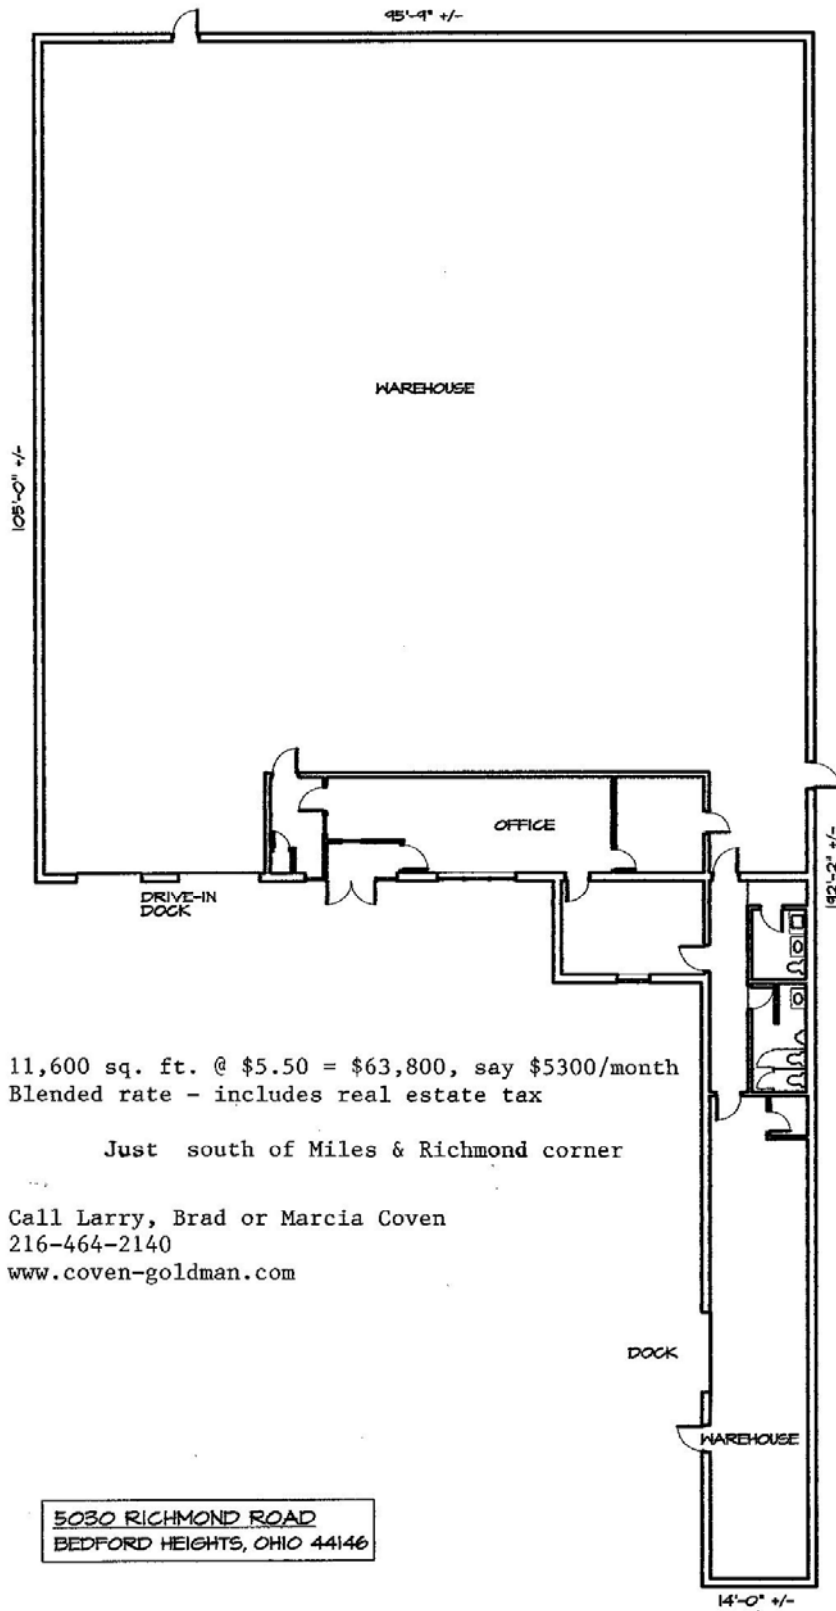 95'-9" +/-
WAREHOUSE
105'-0" +/-
OFFICE
DRIVE-IN
DOCK
192'-2" +/-
11,600 sq. ft. @ $5.50 = $63,800, say $5300/month
Blended rate - includes real estate tax
Just south of Miles & Richmond corner
Call Larry, Brad or Marcia Coven
216-464-2140
www.coven-goldman.com
DOCK
WAREHOUSE
5030 RICHMOND ROAD
BEDFORD HEIGHTS, OHIO 44146
14'-0" +/-